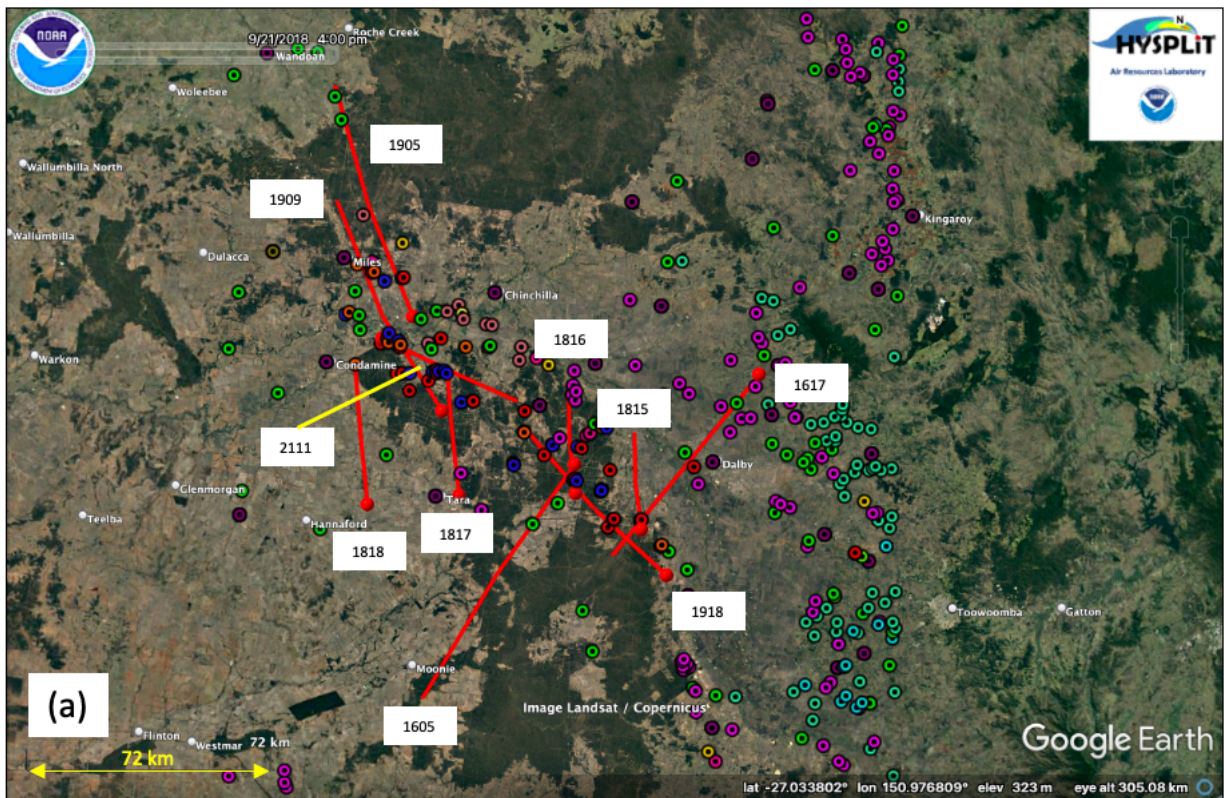 NOAA
9/21/2018 4:00 pm
Roche Creek
N
HYSPLIT
Air Resources Laboratory
Wandoan
Woleebee
1905
Wallumbilla North
1909
Kingaroy
Wallumbilla
Dulacca
Miles
Chinchilla
1816
Warkon
Condamine
1617
1815
2111
Dalby
Glenmorgan
Tara
Teelba
Hannaford
1817
1818
1918
Toowoomba
Gatton
Moonie
(a)
Image Landsat / Copernicus
1605
Flinton
Westmar
72 km
72 km
Google Earth
lat -27.033802° lon 150.976809° elev 323 m eye alt 305.08 km